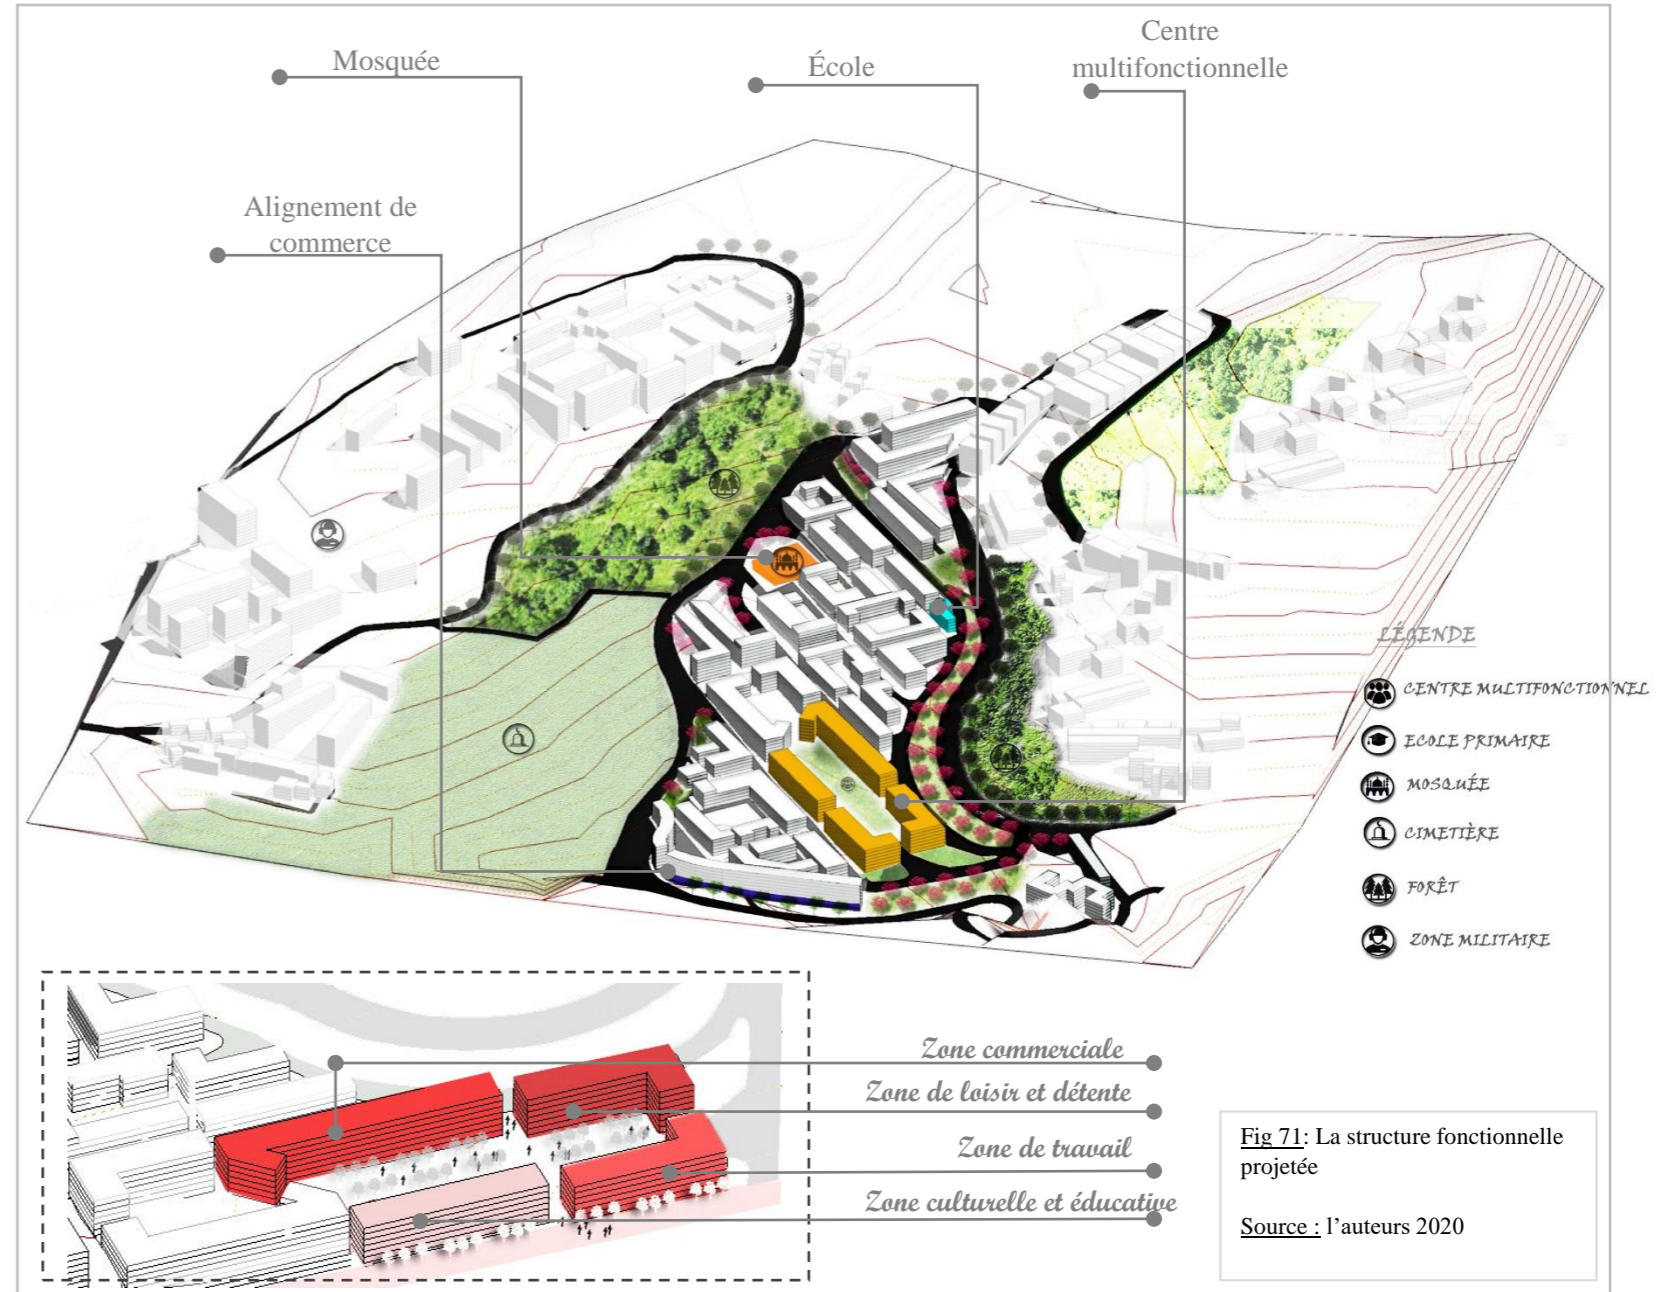 Mosquée
École
Centre
multifonctionnelle
Alignement de
commerce
LÉGENDE
CENTRE MULTIFONCTIONNEL
ECOLE PRIMAIRE
MOSQUÉE
CIMETIÈRE
FORÊT
ZONE MILITAIRE
Zone commerciale
Zone de loisir et détente
Zone de travail
Zone culturelle et éducative
Fig 71: La structure fonctionnelle
projetée
Source : l’auteurs 2020